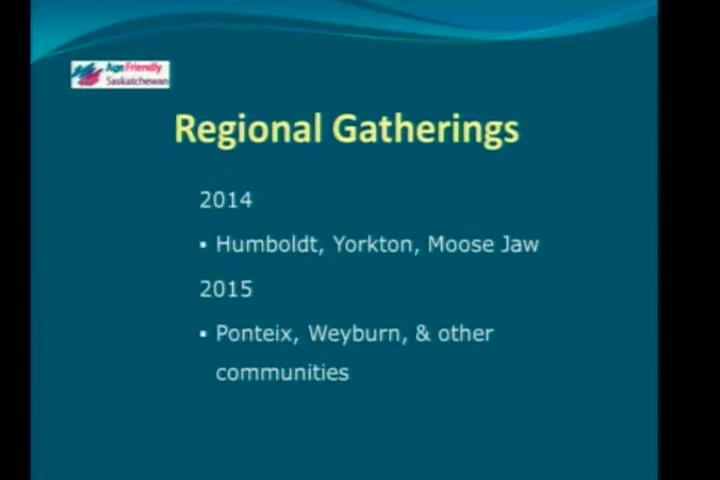 Age Friendly
Saskatchewan
Regional Gatherings
2014
▪ Humboldt, Yorkton, Moose Jaw
2015
▪ Ponteix, Weyburn, & other
communities